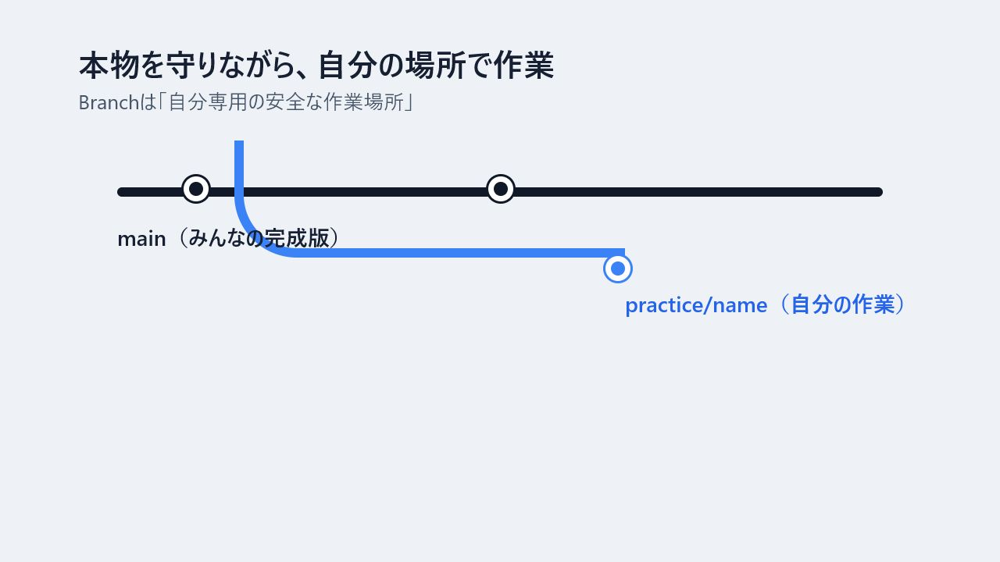 本物を守りながら、自分の場所で作業
Branchは「自分専用の安全な作業場所」
main（みんなの完成版）
practice/name（自分の作業）